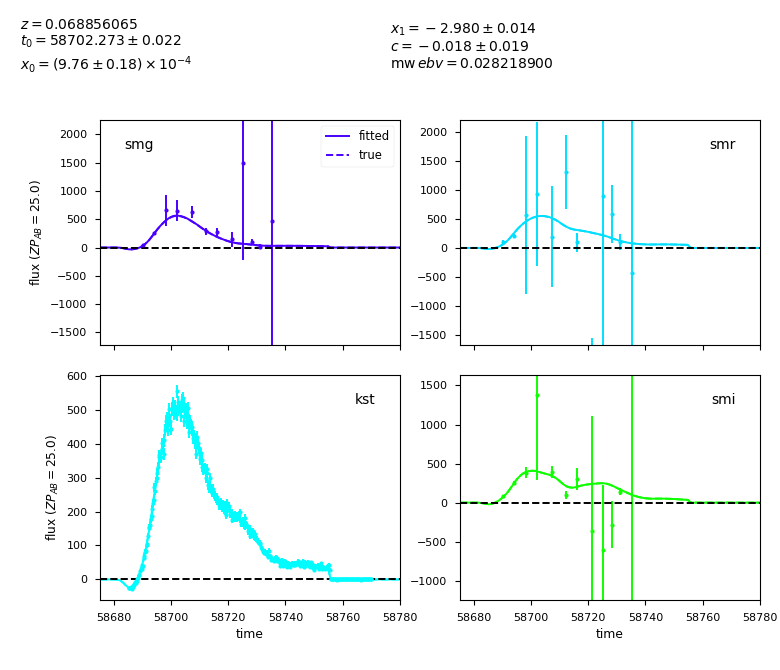 z = 0.068856065
t₀ = 58702.273 ± 0.022
x₀ = (9.76 ± 0.18) × 10⁻⁴
x₁ = −2.980 ± 0.014
c = −0.018 ± 0.019
mw ebv = 0.028218900
smg
fitted
true
2000
1500
1000
500
0
−500
−1000
−1500
flux (ZP_AB = 25.0)
smr
2000
1500
1000
500
0
−500
−1000
−1500
kst
600
500
400
300
200
100
0
flux (ZP_AB = 25.0)
58680 58700 58720 58740 58760 58780
time
smi
1500
1000
500
0
−500
−1000
58680 58700 58720 58740 58760 58780
time